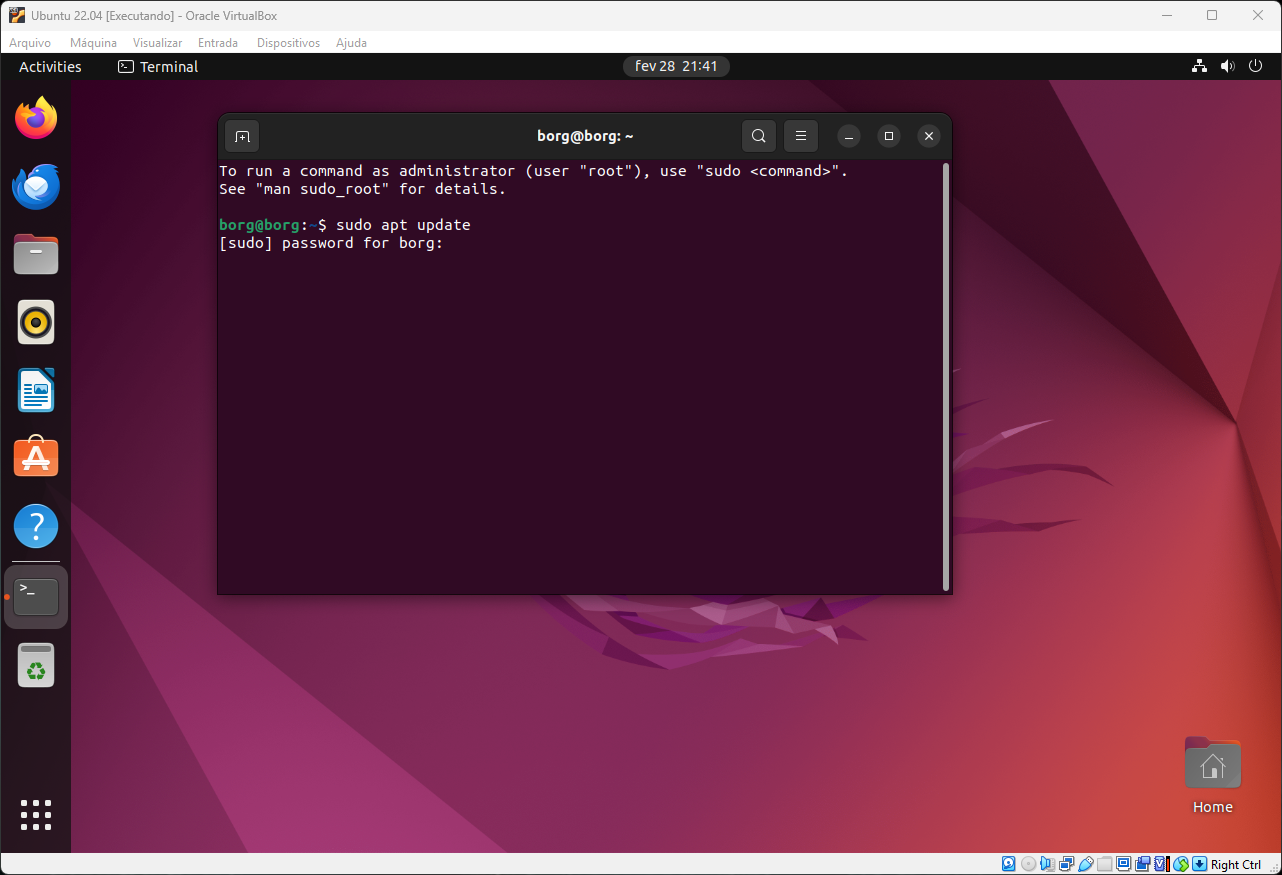 Ubuntu 22.04 [Executando] - Oracle VirtualBox
Arquivo Máquina Visualizar Entrada Dispositivos Ajuda
Activities Terminal fev 28 21:41
borg@borg: ~
To run a command as administrator (user "root"), use "sudo <command>".
See "man sudo_root" for details.
borg@borg:~$ sudo apt update
[sudo] password for borg:
Home
Right Ctrl